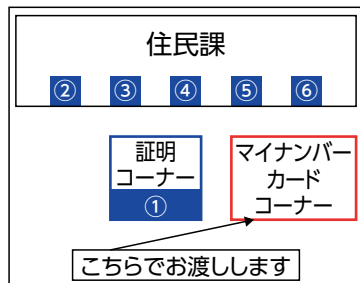 住民課
② ③ ④ ⑤ ⑥
証明
コーナー
①
マイナンバー
カード
コーナー
こちらでお渡しします